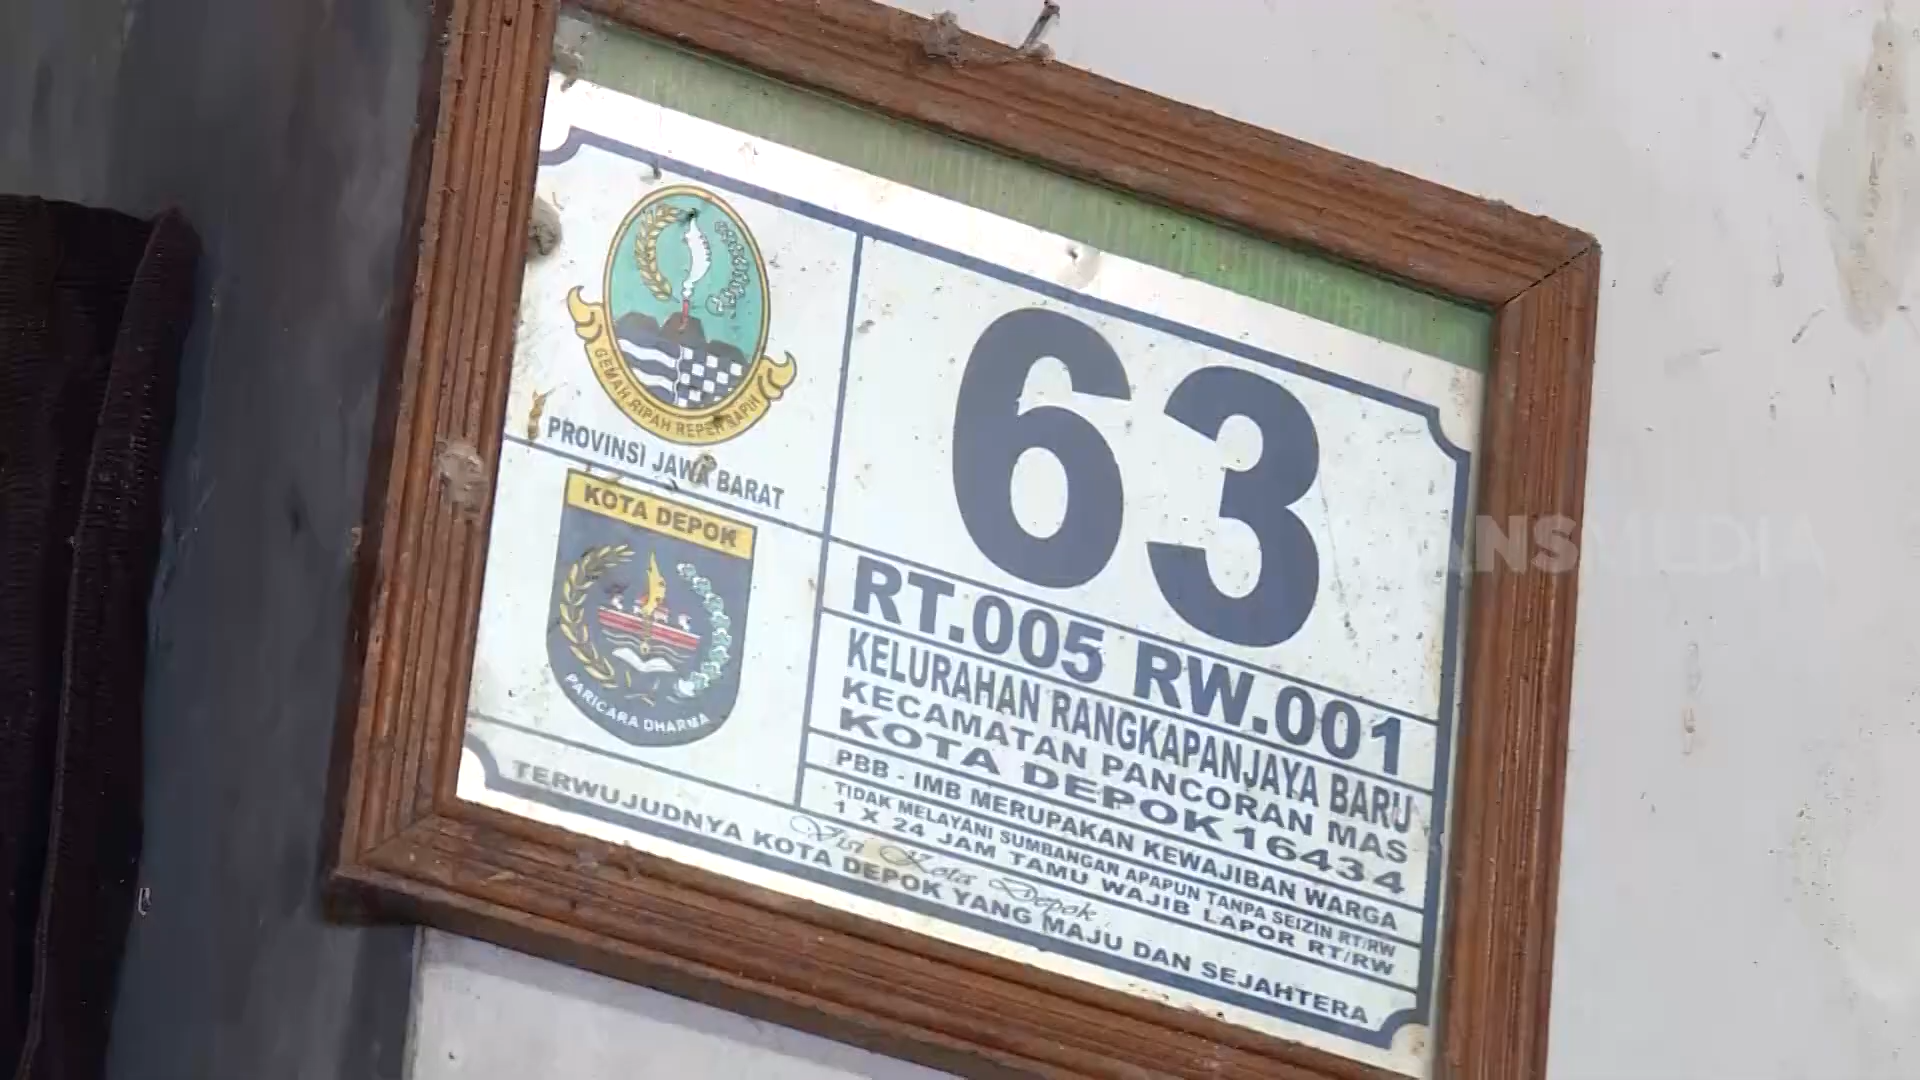 GEMAH RIPAH REPEH RAPIH
PROVINSI JAWA BARAT
KOTA DEPOK
PARICARA DHARMA
63
RT.005 RW.001
KELURAHAN RANGKAPANJAYA BARU
KECAMATAN PANCORAN MAS
KOTA DEPOK 16434
PBB - IMB MERUPAKAN KEWAJIBAN WARGA
TIDAK MELAYANI SUMBANGAN APAPUN TANPA SEIZIN RT/RW
1 X 24 JAM TAMU WAJIB LAPOR RT/RW
Visi Kota Depok
TERWUJUDNYA KOTA DEPOK YANG MAJU DAN SEJAHTERA